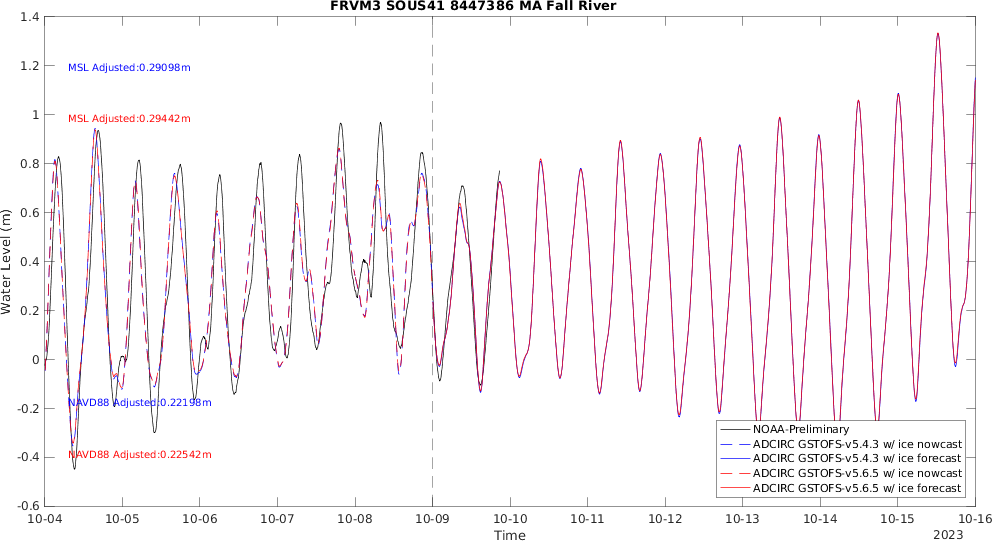 FRVM3 SOUS41 8447386 MA Fall River
1.4
1.2
1
0.8
0.6
0.4
0.2
0
-0.2
-0.4
-0.6
Water Level (m)
MSL Adjusted:0.29098m
MSL Adjusted:0.29442m
NAVD88 Adjusted:0.22198m
NAVD88 Adjusted:0.22542m
NOAA-Preliminary
ADCIRC GSTOFS-v5.4.3 w/ ice nowcast
ADCIRC GSTOFS-v5.4.3 w/ ice forecast
ADCIRC GSTOFS-v5.6.5 w/ ice nowcast
ADCIRC GSTOFS-v5.6.5 w/ ice forecast
10-04 10-05 10-06 10-07 10-08 10-09 10-10 10-11 10-12 10-13 10-14 10-15 10-16
Time
2023